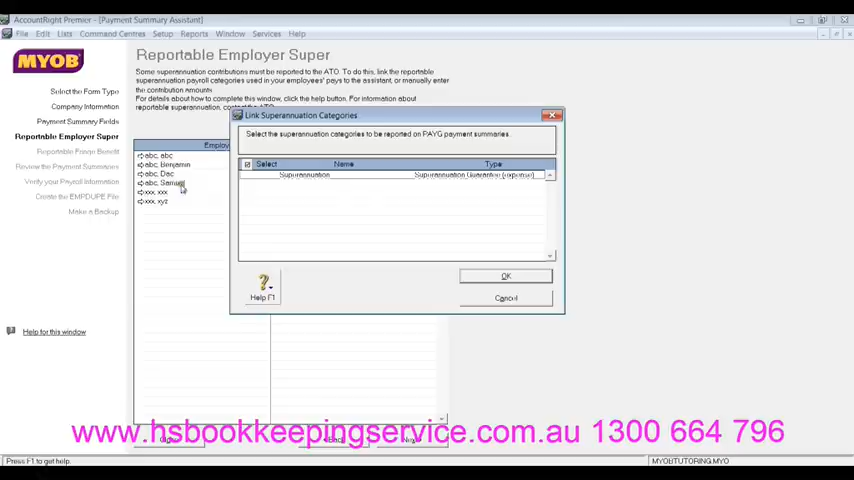 AccountRight Premier - [Payment Summary Assistant]
File Edit Lists Command Centres Setup Reports Window Services Help
MYOB
Reportable Employer Super
Some superannuation contributions must be reported to the ATO. To do this, link the reportable
superannuation payroll categories used in your employees' pays to the assistant, or manually enter
the contribution amounts.
For details about how to complete this window, click the help button. For information about
reportable superannuation, contact the ATO.
Select the Form Type
Company Information
Payment Summary Fields
Reportable Employer Super
Reportable Fringe Benefit
Review the Payment Summaries
Verify your Payroll Information
Create the EMPDUPE File
Make a Backup
Help for this window
Employ
abc, abc
abc, Benjamin
abc, Dac
abc, Samuel
xxx, xxx
xxx, xyz
Link Superannuation Categories
Select the superannuation categories to be reported on PAYG payment summaries.
Select Name Type
Superannuation Superannuation Guarantee (expense)
Help F1
OK
Cancel
Back
www.hsbookkeepingservice.com.au 1300 664 796
Press F1 to get help.
MYOBTUTORING.MYO